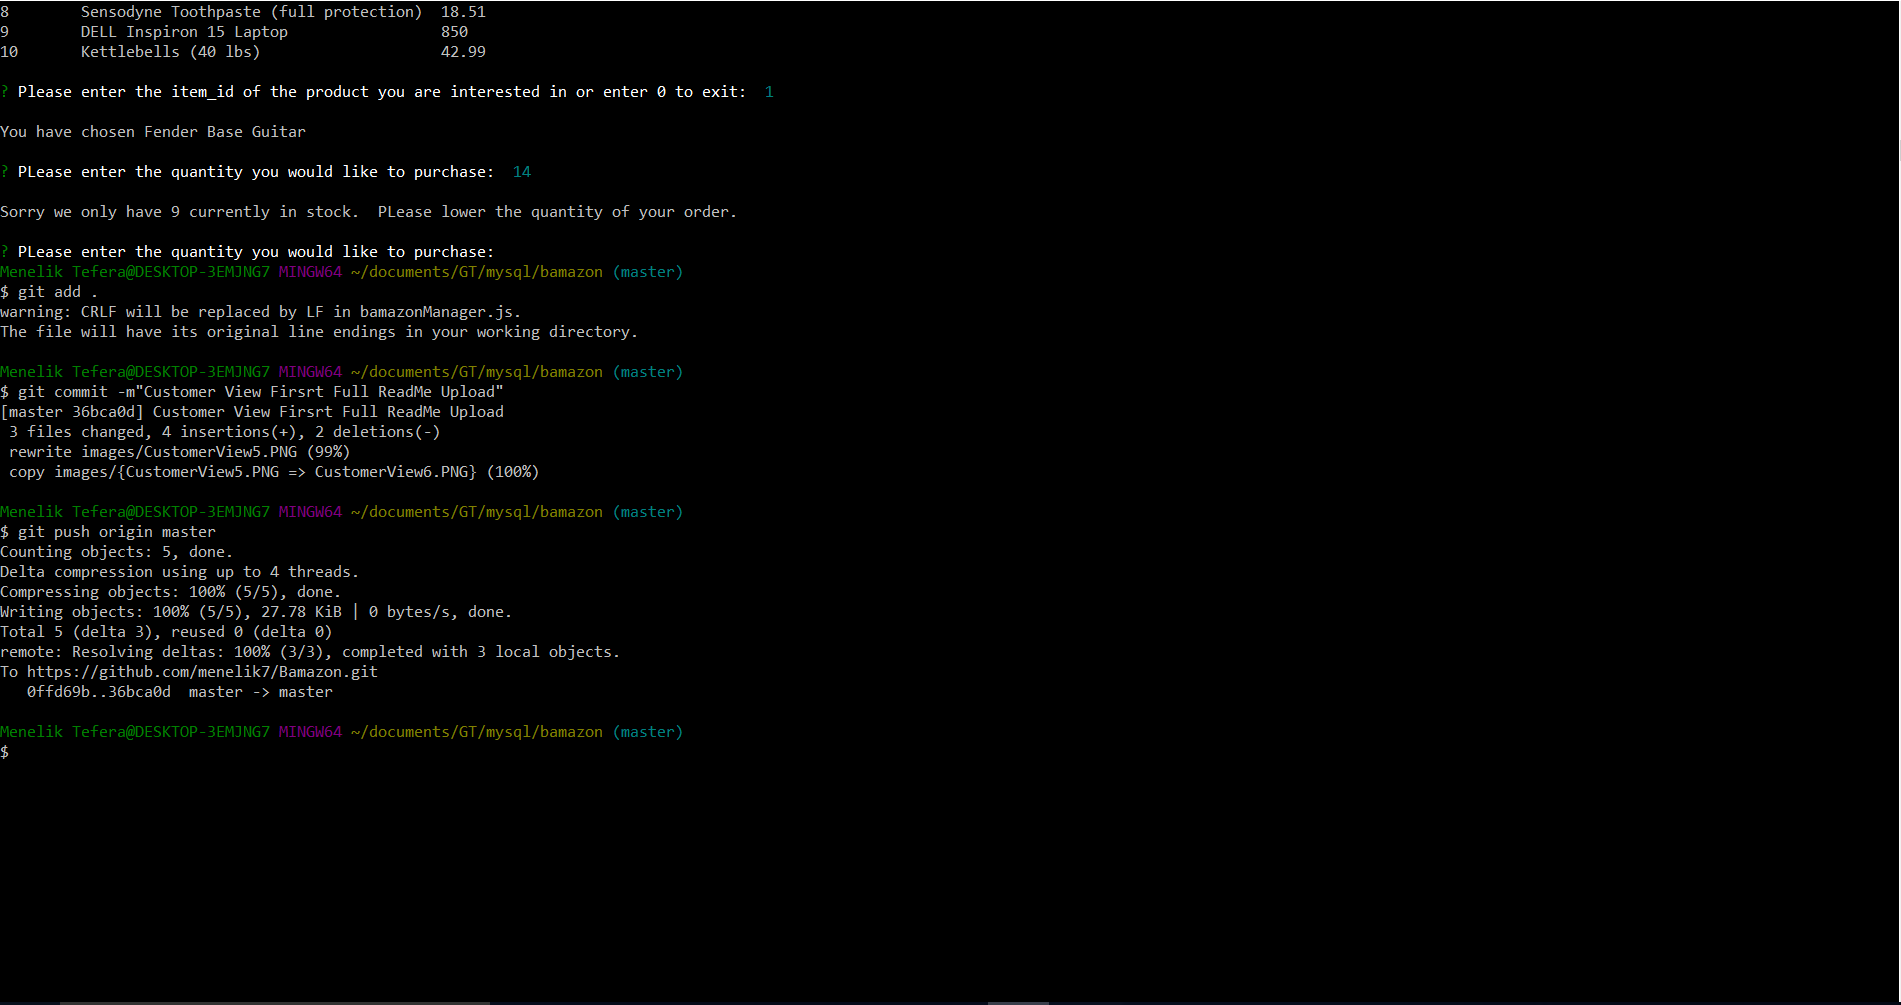 8        Sensodyne Toothpaste (full protection)  18.51
9        DELL Inspiron 15 Laptop                 850
10       Kettlebells (40 lbs)                    42.99
? Please enter the item_id of the product you are interested in or enter 0 to exit:  1
You have chosen Fender Base Guitar
? PLease enter the quantity you would like to purchase:  14
Sorry we only have 9 currently in stock.  PLease lower the quantity of your order.
? PLease enter the quantity you would like to purchase:
Menelik Tefera@DESKTOP-3EMJNG7 MINGW64 ~/documents/GT/mysql/bamazon (master)
$ git add .
warning: CRLF will be replaced by LF in bamazonManager.js.
The file will have its original line endings in your working directory.
Menelik Tefera@DESKTOP-3EMJNG7 MINGW64 ~/documents/GT/mysql/bamazon (master)
$ git commit -m"Customer View Firsrt Full ReadMe Upload"
[master 36bca0d] Customer View Firsrt Full ReadMe Upload
 3 files changed, 4 insertions(+), 2 deletions(-)
 rewrite images/CustomerView5.PNG (99%)
 copy images/{CustomerView5.PNG => CustomerView6.PNG} (100%)
Menelik Tefera@DESKTOP-3EMJNG7 MINGW64 ~/documents/GT/mysql/bamazon (master)
$ git push origin master
Counting objects: 5, done.
Delta compression using up to 4 threads.
Compressing objects: 100% (5/5), done.
Writing objects: 100% (5/5), 27.78 KiB | 0 bytes/s, done.
Total 5 (delta 3), reused 0 (delta 0)
remote: Resolving deltas: 100% (3/3), completed with 3 local objects.
To https://github.com/menelik7/Bamazon.git
   0ffd69b..36bca0d  master -> master
Menelik Tefera@DESKTOP-3EMJNG7 MINGW64 ~/documents/GT/mysql/bamazon (master)
$